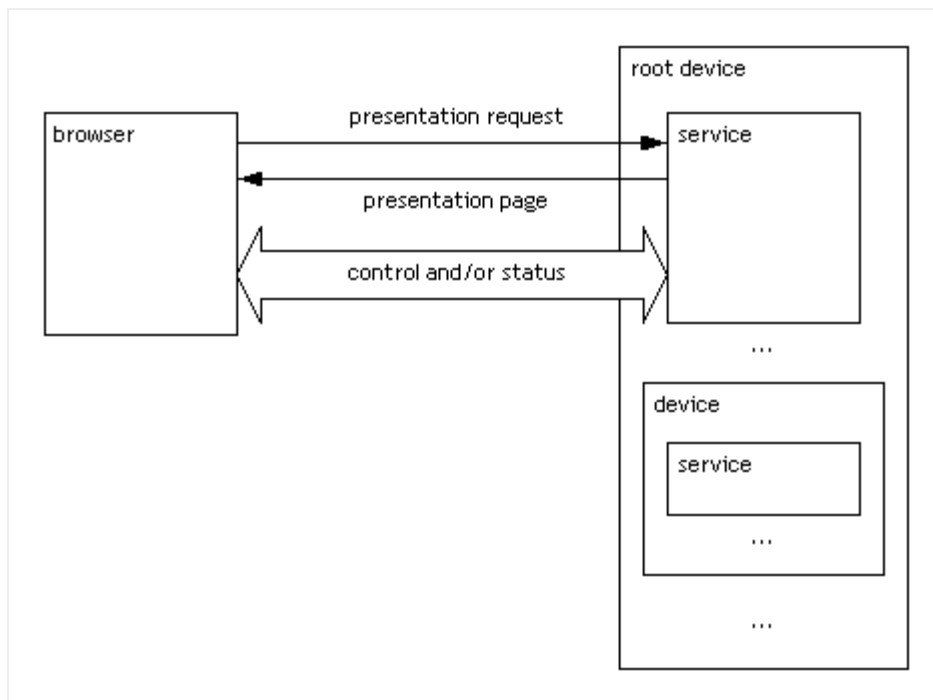 root device
browser
presentation request
service
presentation page
control and/or status
...
device
service
...
...